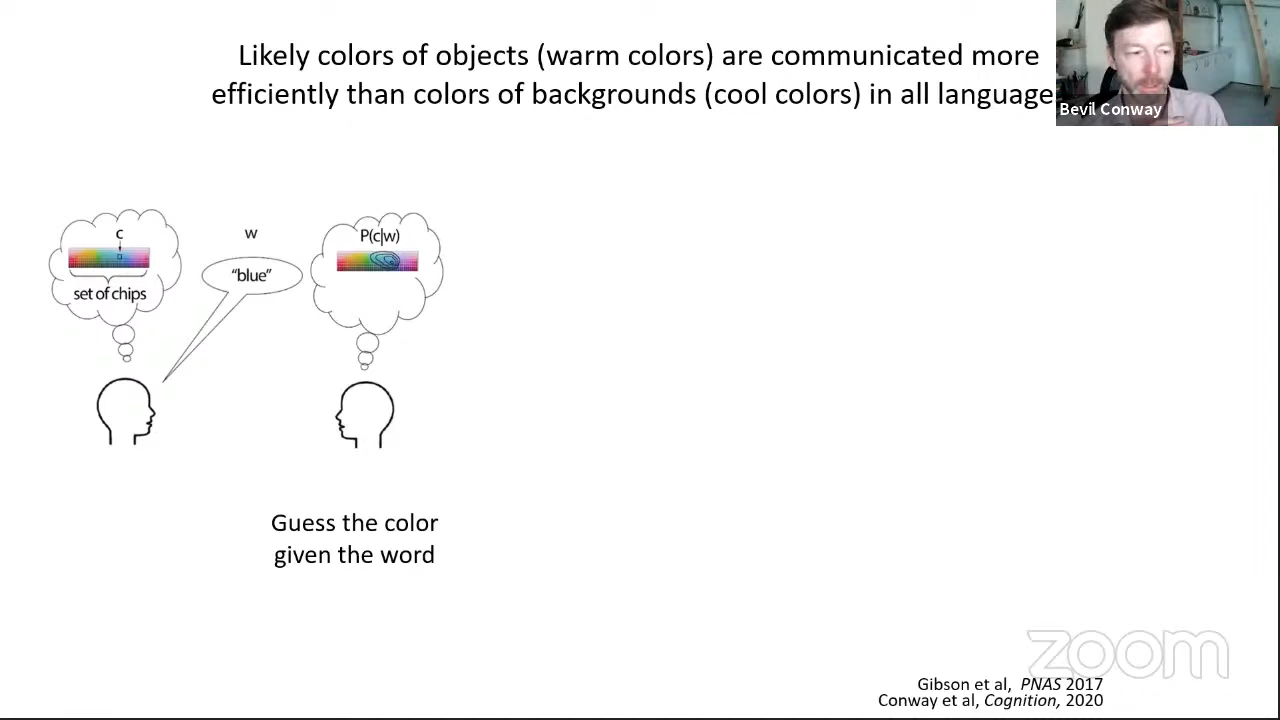 Likely colors of objects (warm colors) are communicated more
efficiently than colors of backgrounds (cool colors) in all language
Bevil Conway
c
set of chips
w
"blue"
P(c|w)
Guess the color
given the word
zoom
Gibson et al, PNAS 2017
Conway et al, Cognition, 2020